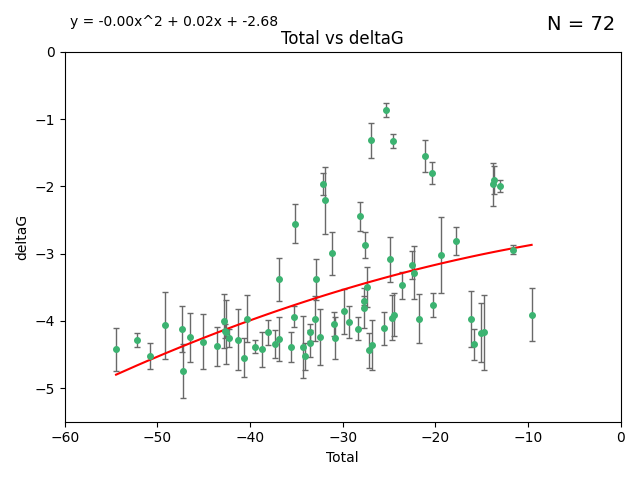 y = -0.00x^2 + 0.02x + -2.68
N = 72
Total vs deltaG
0
−1
−2
−3
−4
−5
deltaG
−60 −50 −40 −30 −20 −10 0
Total